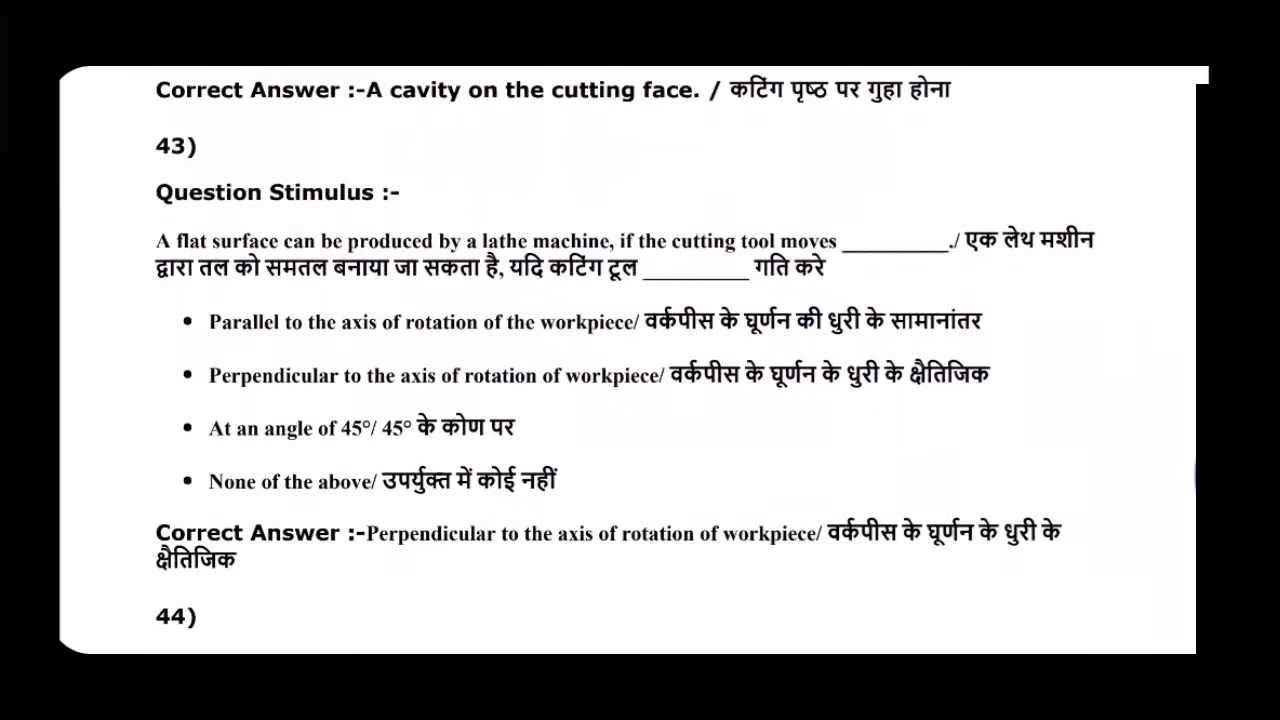 Correct Answer :-A cavity on the cutting face. / कटिंग पृष्ठ पर गुहा होना
43)
Question Stimulus :-
A flat surface can be produced by a lathe machine, if the cutting tool moves __________./ एक लेथ मशीन
द्वारा तल को समतल बनाया जा सकता है, यदि कटिंग टूल __________ गति करे
• Parallel to the axis of rotation of the workpiece/ वर्कपीस के घूर्णन की धुरी के सामानांतर
• Perpendicular to the axis of rotation of workpiece/ वर्कपीस के घूर्णन के धुरी के क्षैतिजिक
• At an angle of 45°/ 45° के कोण पर
• None of the above/ उपर्युक्त में कोई नहीं
Correct Answer :-Perpendicular to the axis of rotation of workpiece/ वर्कपीस के घूर्णन के धुरी के
क्षैतिजिक
44)